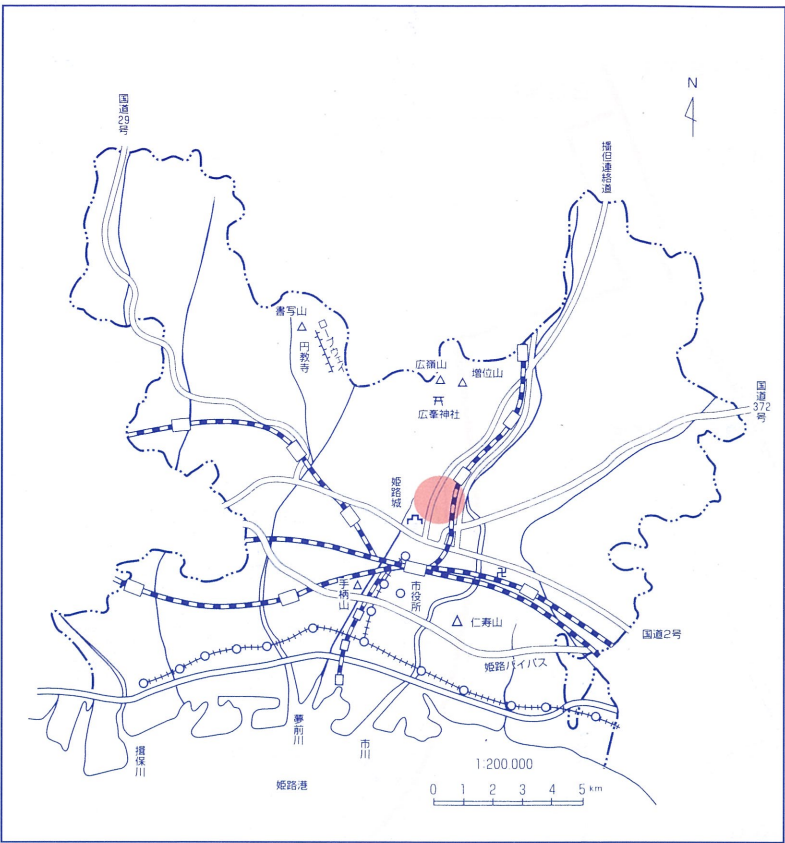 N
国道29号
播但連絡道
書写山
円教寺
ロープウェイ
広嶺山
増位山
広峯神社
国道372号
姫路城
手柄山
市役所
仁寿山
国道2号
姫路バイパス
揖保川
夢前川
市川
姫路港
1:200,000
0 1 2 3 4 5 km